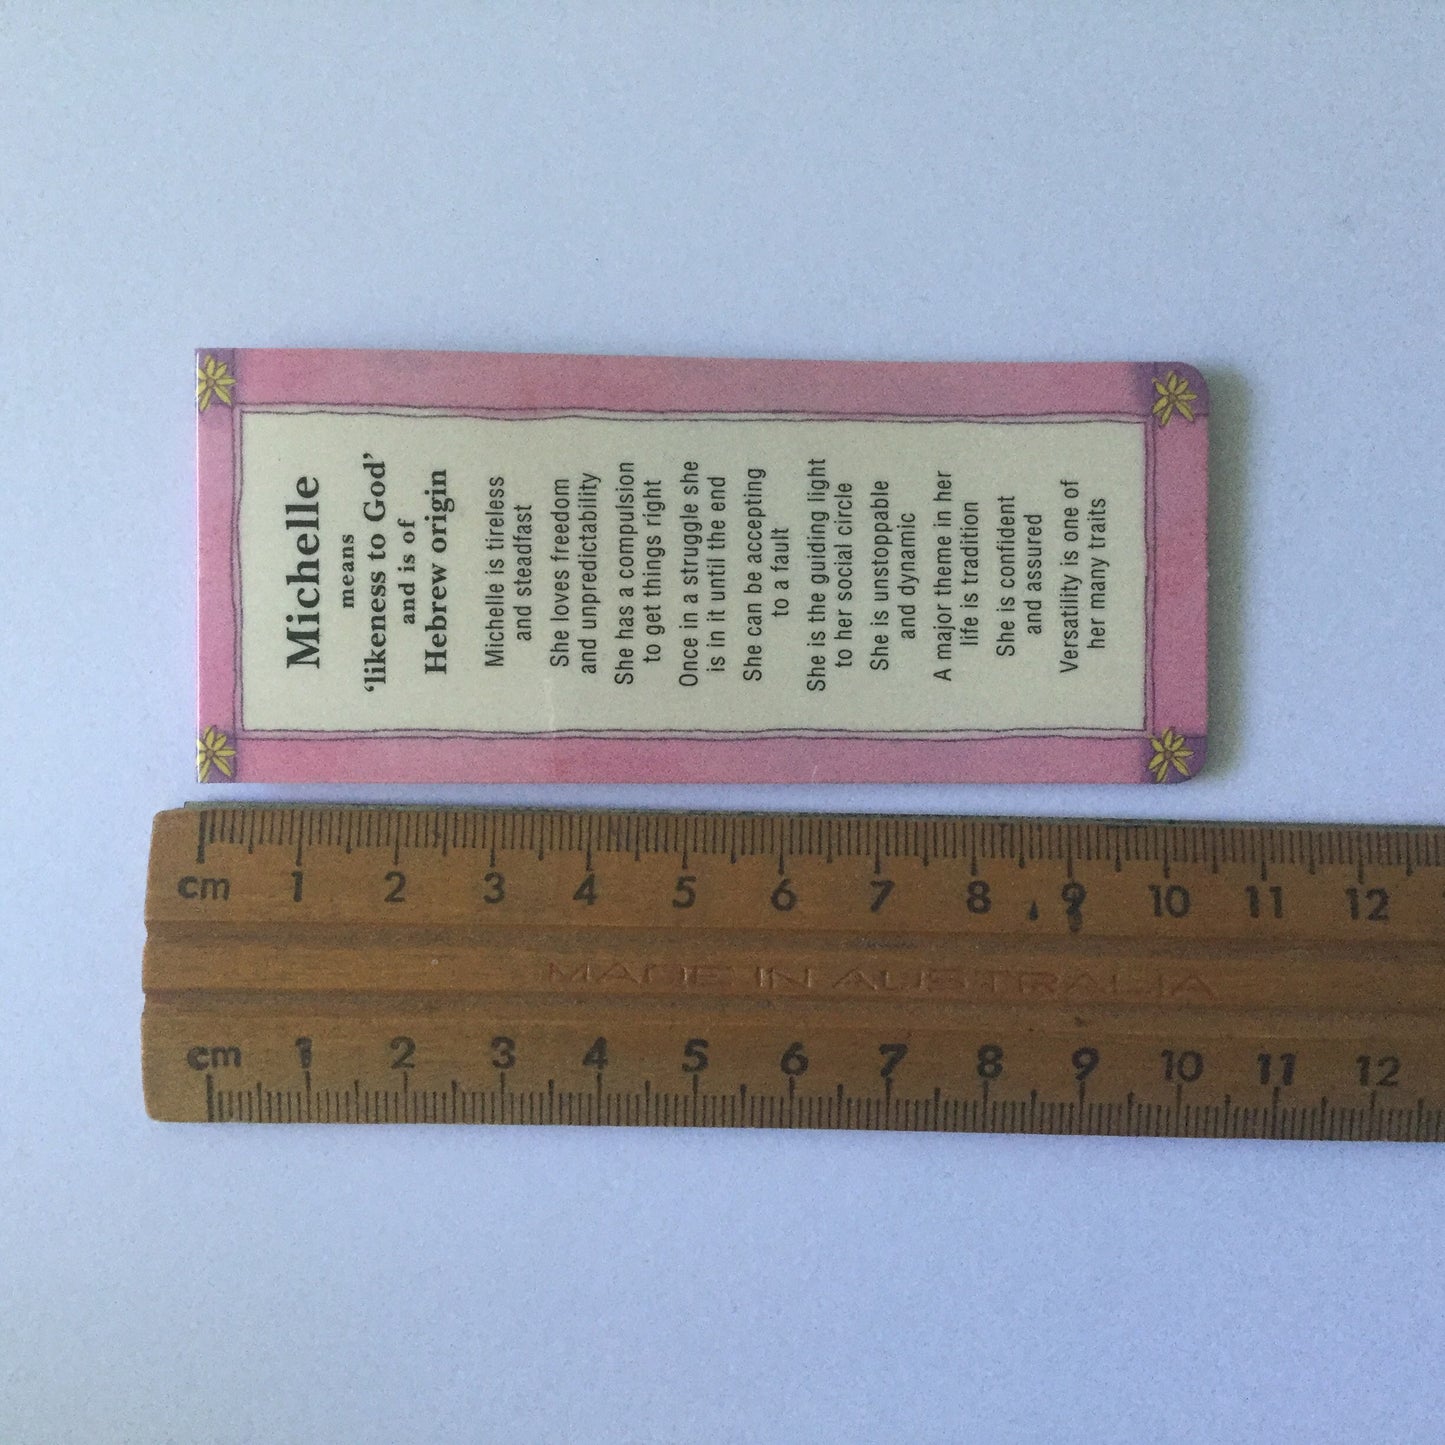 Michelle
means
‘likeness to God’
and is of
Hebrew origin
Michelle is tireless
and steadfast
She loves freedom
and unpredictability
She has a compulsion
to get things right
Once in a struggle she
is in it until the end
She can be accepting
to a fault
She is the guiding light
to her social circle
She is unstoppable
and dynamic
A major theme in her
life is tradition
She is confident
and assured
Versatility is one of
her many traits
cm 1 2 3 4 5 6 7 8 9 10 11 12
MADE IN AUSTRALIA
cm 1 2 3 4 5 6 7 8 9 10 11 12